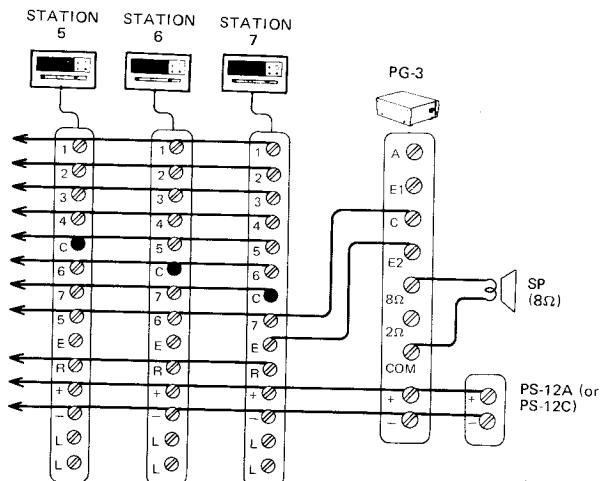 STATION
5
STATION
6
STATION
7
PG-3
1
2
3
4
C
6
7
5
E
R
+
−
L
L
1
2
3
4
5
C
7
6
E
R
+
−
L
L
1
2
3
4
5
6
C
7
E
R
+
−
L
L
A
E1
C
E2
8Ω
2Ω
COM
+
−
SP
(8Ω)
+
−
PS-12A (or
PS-12C)